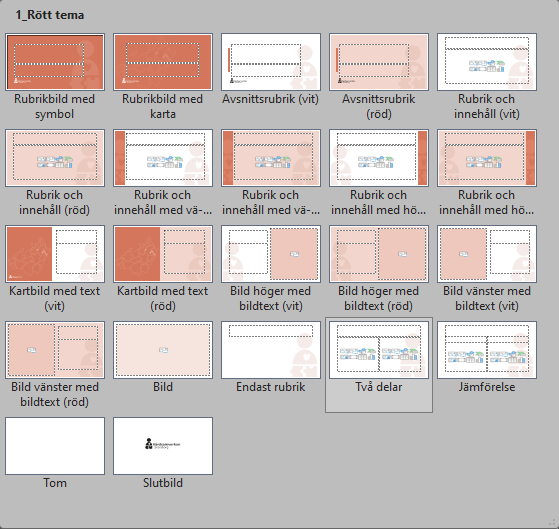 1_Rött tema
Rubrikbild med
symbol
Rubrikbild med
karta
Avsnittsrubrik (vit)
Avsnittsrubrik
(röd)
Rubrik och
innehåll (vit)
Rubrik och
innehåll (röd)
Rubrik och
innehåll med vä-...
Rubrik och
innehåll med vä-...
Rubrik och
innehåll med hö...
Rubrik och
innehåll med hö...
Kartbild med text
(vit)
Kartbild med text
(röd)
Bild höger med
bildtext (vit)
Bild höger med
bildtext (röd)
Bild vänster med
bildtext (vit)
Bild vänster med
bildtext (röd)
Bild
Endast rubrik
Två delar
Jämförelse
Tom
Slutbild